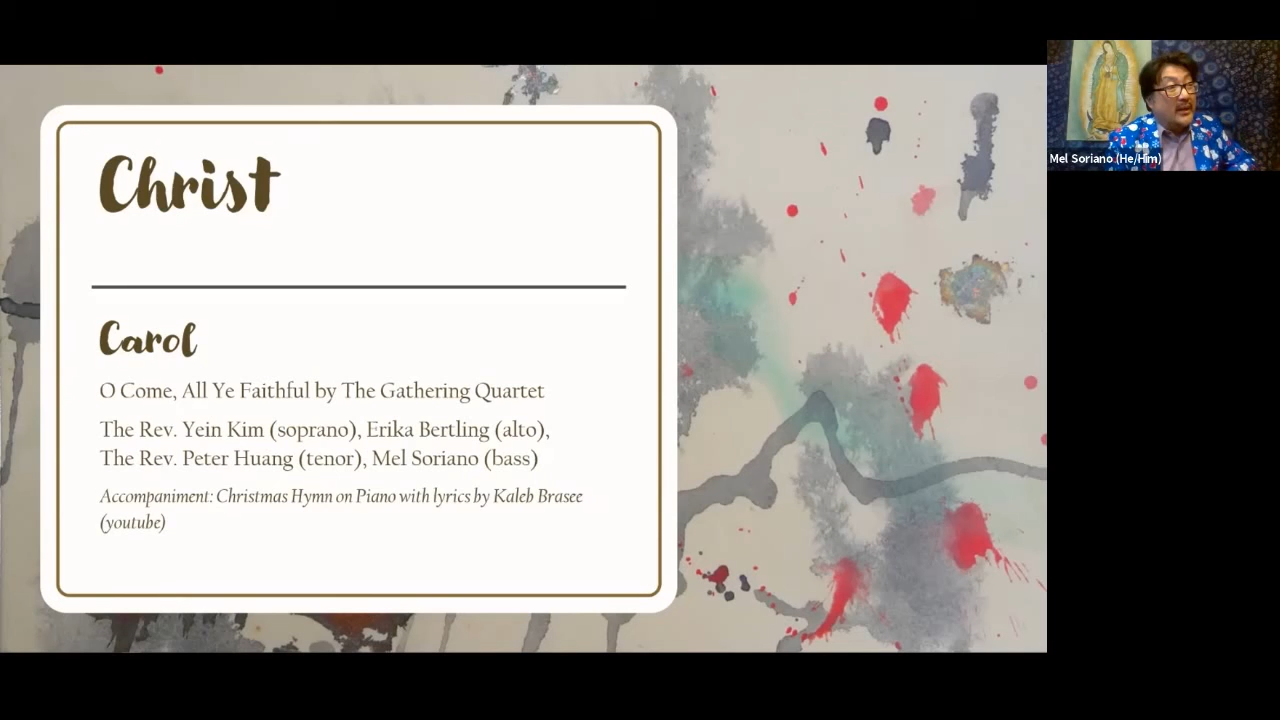 Christ
Carol
O Come, All Ye Faithful by The Gathering Quartet
The Rev. Yein Kim (soprano), Erika Bertling (alto),
The Rev. Peter Huang (tenor), Mel Soriano (bass)
Accompaniment: Christmas Hymn on Piano with lyrics by Kaleb Brasee
(youtube)
Mel Soriano (He/Him)